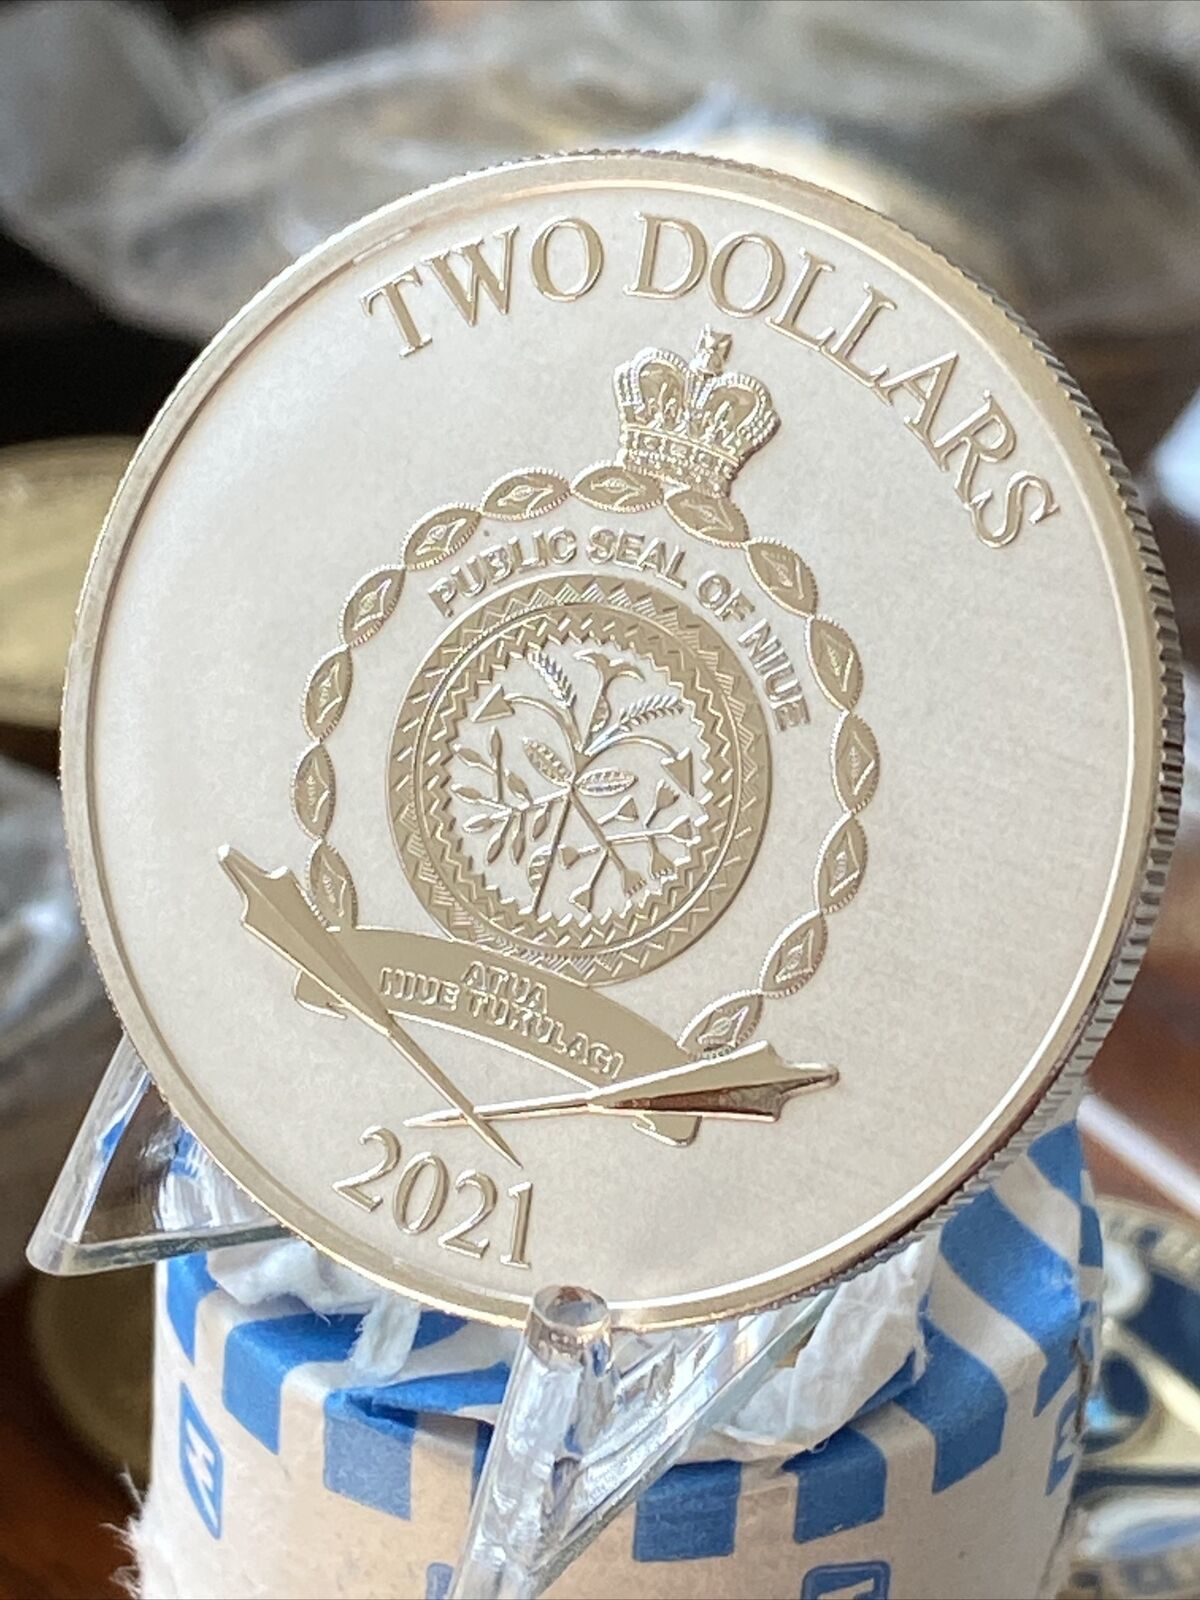 TWO DOLLARS
PUBLIC SEAL OF NIUE
ATUA
NIUE TUKULAGI
2021